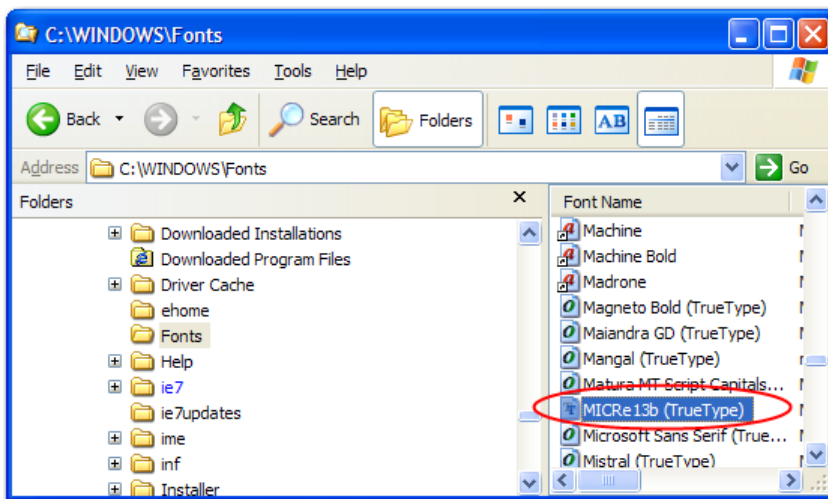 C:\WINDOWS\Fonts
File Edit View Favorites Tools Help
Back Search Folders AB
Address C:\WINDOWS\Fonts Go
Folders
Downloaded Installations
Downloaded Program Files
Driver Cache
ehome
Fonts
Help
ie7
ie7updates
ime
inf
Installer
Font Name
Machine
Machine Bold
Madrone
Magneto Bold (TrueType)
Maiandra GD (TrueType)
Mangal (TrueType)
Matura MT Script Capitals...
MICRe13b (TrueType)
Microsoft Sans Serif (True...
Mistral (TrueType)